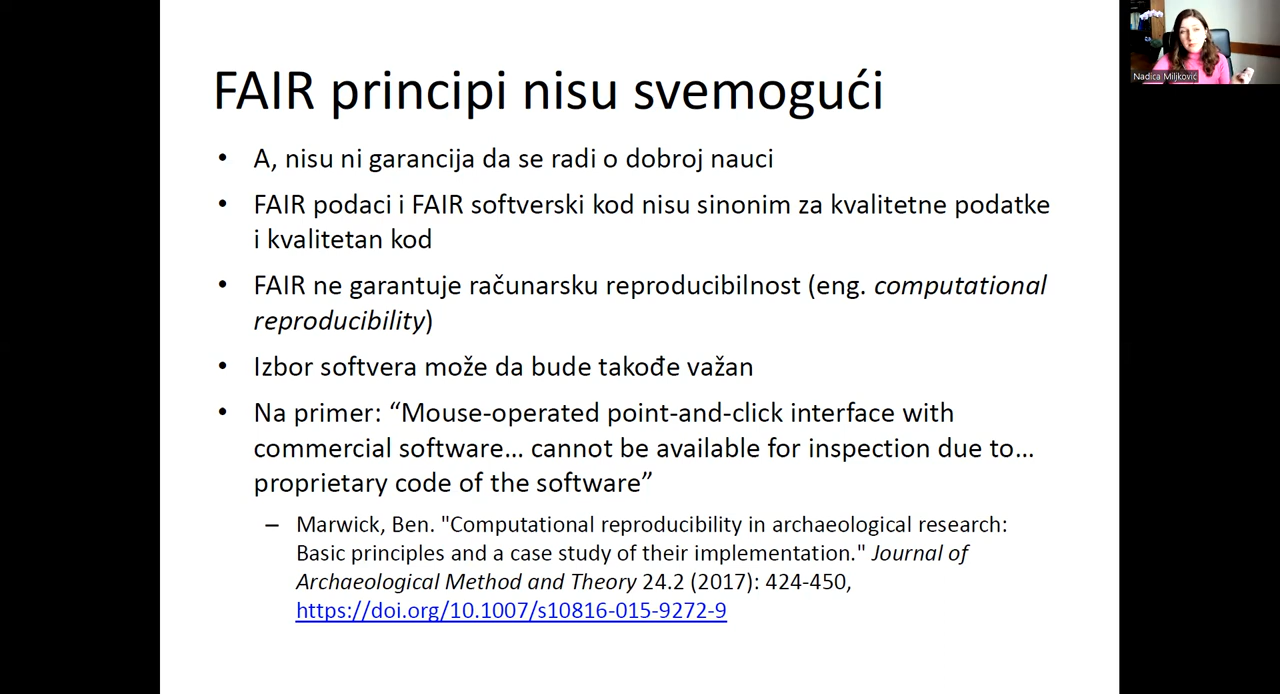 FAIR principi nisu svemogući
• A, nisu ni garancija da se radi o dobroj nauci
• FAIR podaci i FAIR softverski kod nisu sinonim za kvalitetne podatke
i kvalitetan kod
• FAIR ne garantuje računarsku reproducibilnost (eng. computational
reproducibility)
• Izbor softvera može da bude takođe važan
• Na primer: “Mouse-operated point-and-click interface with
commercial software… cannot be available for inspection due to…
proprietary code of the software”
– Marwick, Ben. "Computational reproducibility in archaeological research:
Basic principles and a case study of their implementation." Journal of
Archaeological Method and Theory 24.2 (2017): 424-450,
https://doi.org/10.1007/s10816-015-9272-9
Nadica Miljković